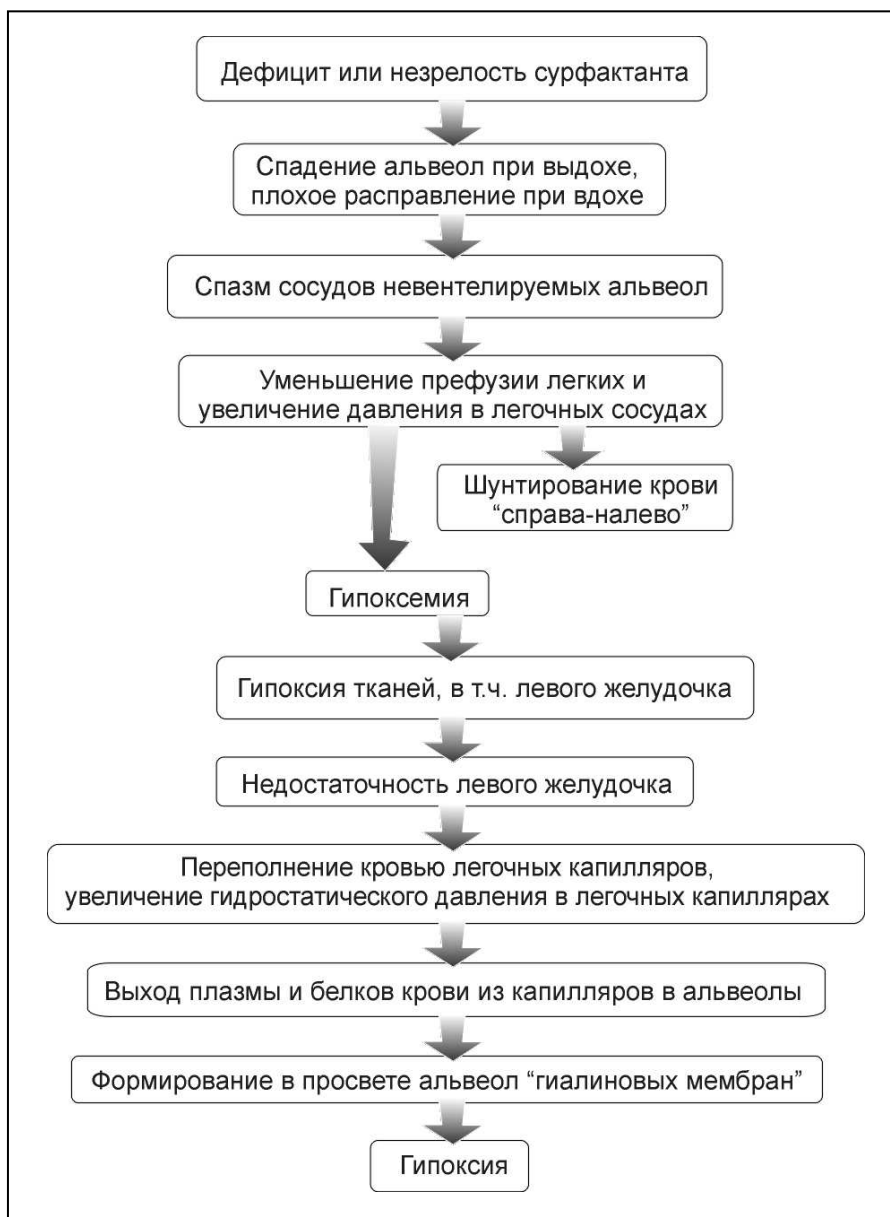 Дефицит или незрелость сурфактанта
Спадение альвеол при выдохе,
плохое расправление при вдохе
Спазм сосудов невентелируемых альвеол
Уменьшение префузии легких и
увеличение давления в легочных сосудах
Шунтирование крови
“справа-налево”
Гипоксемия
Гипоксия тканей, в т.ч. левого желудочка
Недостаточность левого желудочка
Переполнение кровью легочных капилляров,
увеличение гидростатического давления в легочных капиллярах
Выход плазмы и белков крови из капилляров в альвеолы
Формирование в просвете альвеол “гиалиновых мембран”
Гипоксия